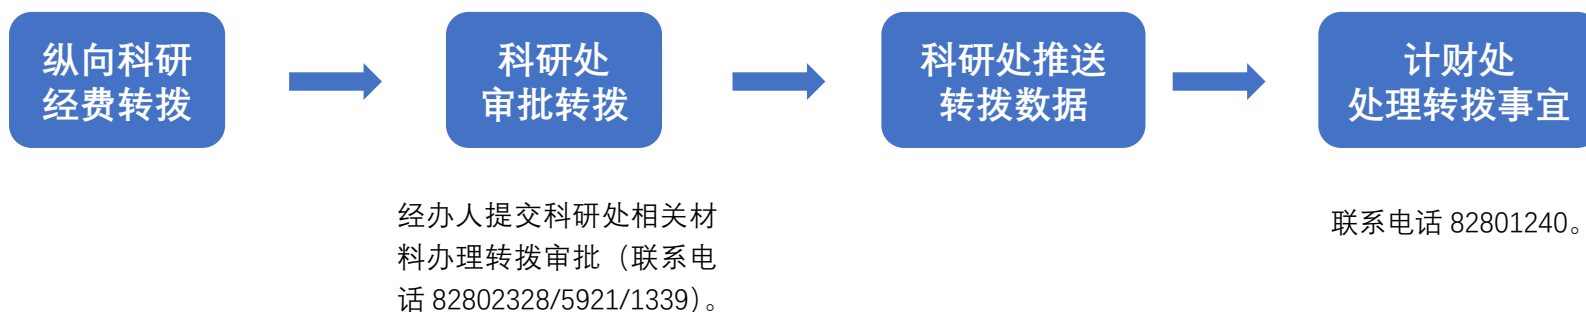 纵向科研
经费转拨
科研处
审批转拨
科研处推送
转拨数据
计财处
处理转拨事宜
经办人提交科研处相关材
料办理转拨审批（联系电
话 82802328/5921/1339）。
联系电话 82801240。